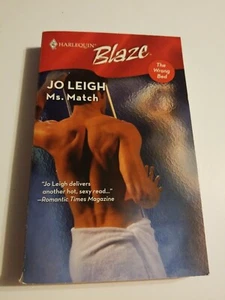 HARLEQUIN®
Blaze®
The Wrong Bed
JO LEIGH
Ms. Match
"Jo Leigh delivers
another hot, sexy read..."
—Romantic Times Magazine